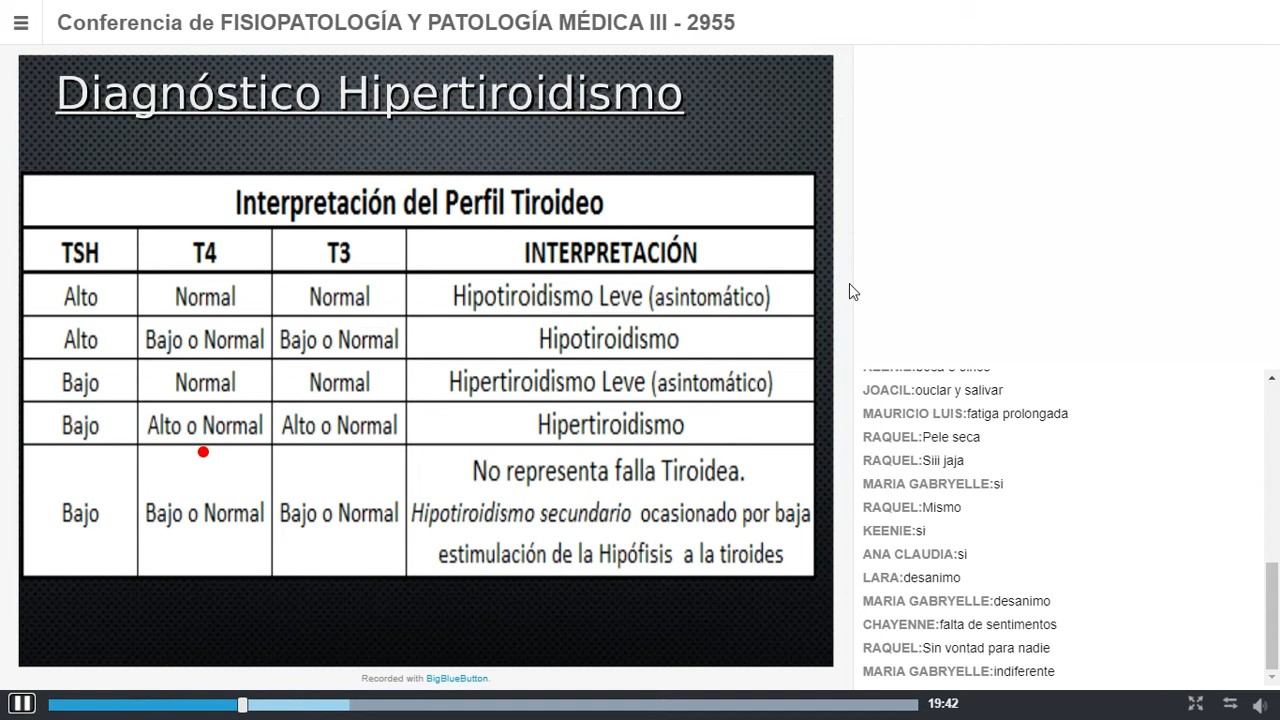 Conferencia de FISIOPATOLOGÍA Y PATOLOGÍA MÉDICA III - 2955
Diagnóstico Hipertiroidismo
Interpretación del Perfil Tiroideo
TSH T4 T3 INTERPRETACIÓN
Alto Normal Normal Hipotiroidismo Leve (asintomático)
Alto Bajo o Normal Bajo o Normal Hipotiroidismo
Bajo Normal Normal Hipertiroidismo Leve (asintomático)
Bajo Alto o Normal Alto o Normal Hipertiroidismo
Bajo Bajo o Normal Bajo o Normal No representa falla Tiroidea.
Hipotiroidismo secundario ocasionado por baja
estimulación de la Hipófisis a la tiroides
Recorded with BigBlueButton.
JOACIL:ouclar y salivar
MAURICIO LUIS:fatiga prolongada
RAQUEL:Pele seca
RAQUEL:Siii jaja
MARIA GABRYELLE:si
RAQUEL:Mismo
KEENIE:si
ANA CLAUDIA:si
LARA:desanimo
MARIA GABRYELLE:desanimo
CHAYENNE:falta de sentimentos
RAQUEL:Sin vontad para nadie
MARIA GABRYELLE:indiferente
19:42